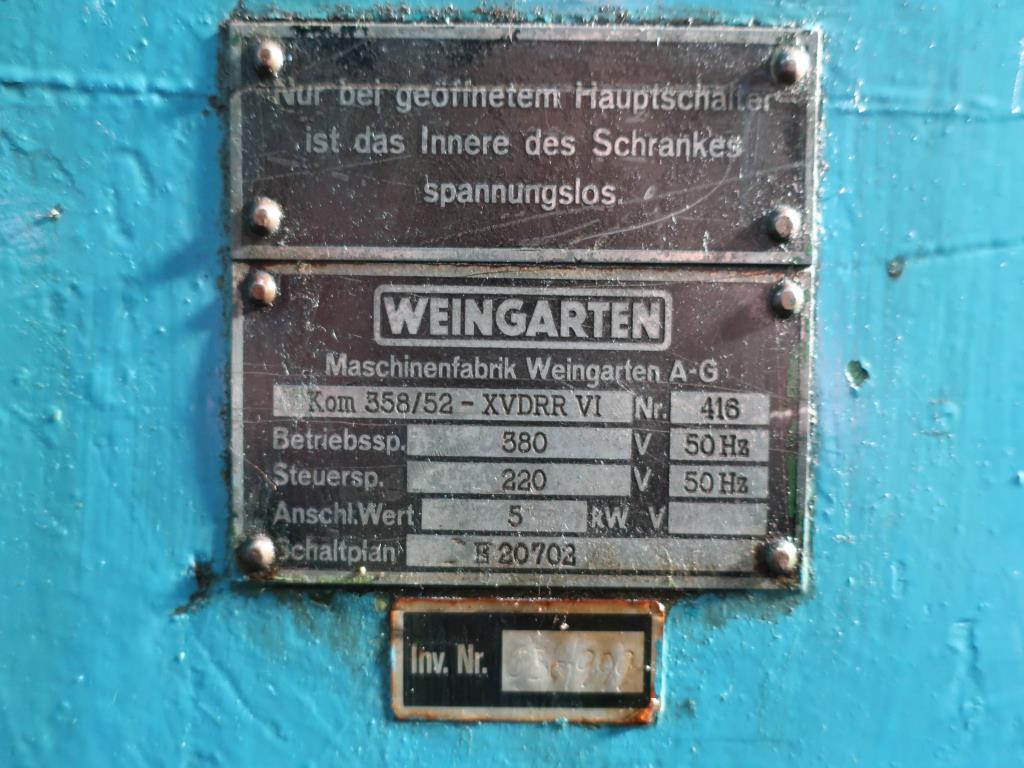 Nur bei geöffnetem Hauptschalter
ist das Innere des Schrankes
spannungslos.
WEINGARTEN
Maschinenfabrik Weingarten A-G
Kom 358/52 - XVDRR VI Nr. 416
Betriebssp. 380 V 50 Hz
Steuersp. 220 V 50 Hz
Anschl.Wert 5 KW V
Schaltplan E 20702
Inv. Nr.